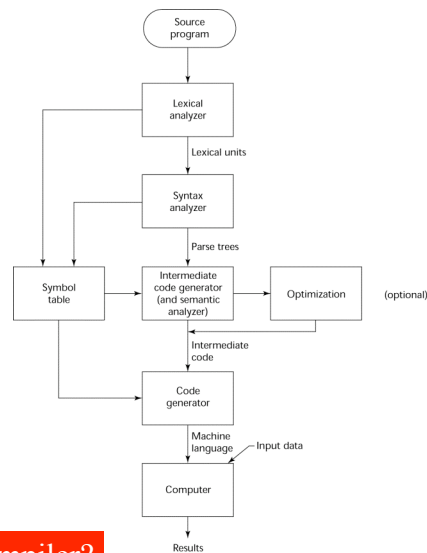 Source
program
Lexical
analyzer
Lexical units
Syntax
analyzer
Parse trees
Symbol
table
Intermediate
code generator
(and semantic
analyzer)
Optimization
(optional)
Intermediate
code
Code
generator
Machine
language
Input data
Computer
Results